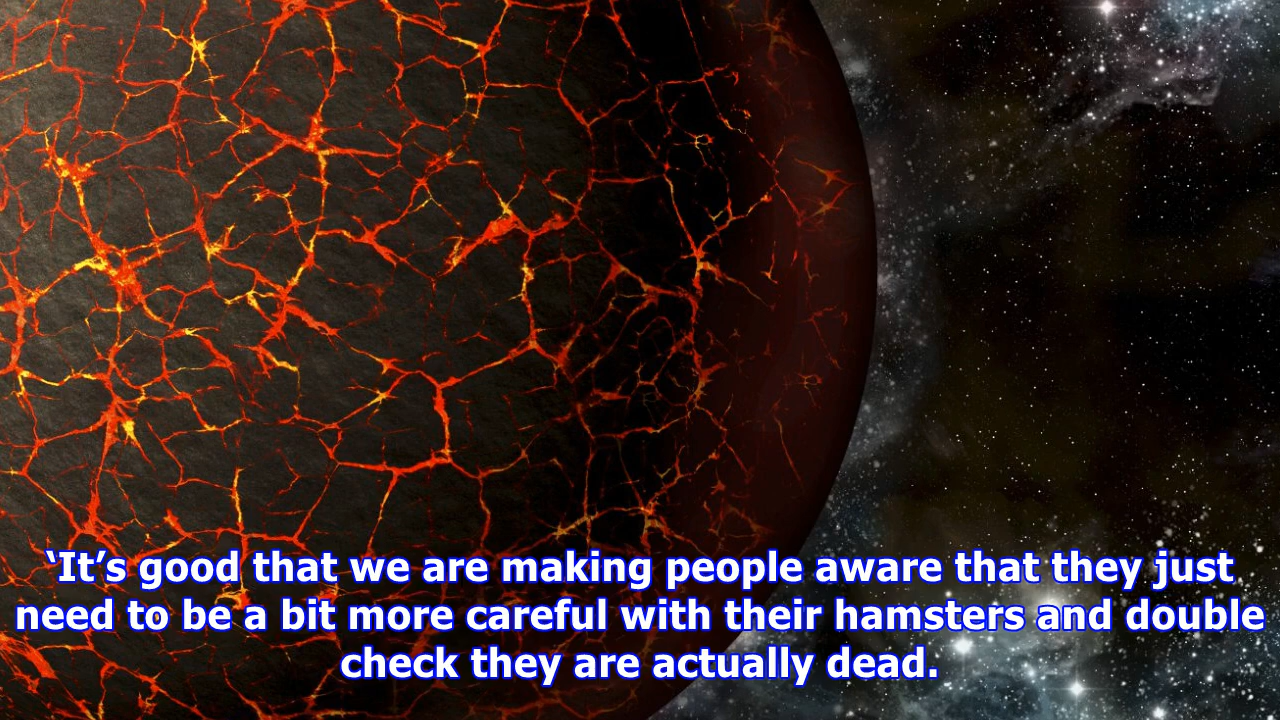 ‘It’s good that we are making people aware that they just
need to be a bit more careful with their hamsters and double
check they are actually dead.